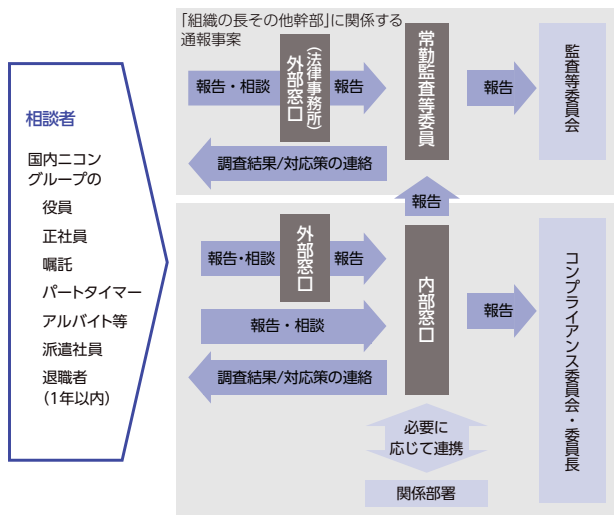 「組織の長その他幹部」に関係する
通報事案
相談者
国内ニコン
グループの
役員
正社員
嘱託
パートタイマー
アルバイト等
派遣社員
退職者
(1年以内)
報告・相談
外部窓口
(法律事務所)
報告
常勤監査等委員
報告
監査等委員会
調査結果/対応策の連絡
報告
報告・相談
外部窓口
報告
内部窓口
報告
コンプライアンス委員会・委員長
報告・相談
調査結果/対応策の連絡
必要に
応じて連携
関係部署